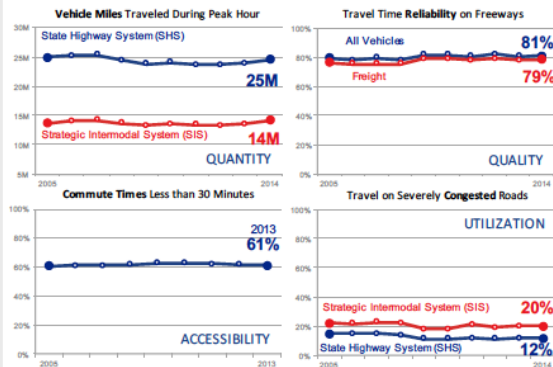 Vehicle Miles Traveled During Peak Hour
30M
State Highway System (SHS)
25M
25M
20M
15M
Strategic Intermodal System (SIS)
14M
10M
QUANTITY
5M
2005
2014
Travel Time Reliability on Freeways
100%
All Vehicles
81%
80%
Freight
79%
60%
40%
20%
QUALITY
0%
2005
2014
Commute Times Less than 30 Minutes
100%
2013
61%
80%
60%
40%
20%
ACCESSIBILITY
0%
2005
2013
Travel on Severely Congested Roads
100%
UTILIZATION
80%
60%
40%
Strategic Intermodal System (SIS)
20%
20%
State Highway System (SHS)
12%
0%
2005
2014